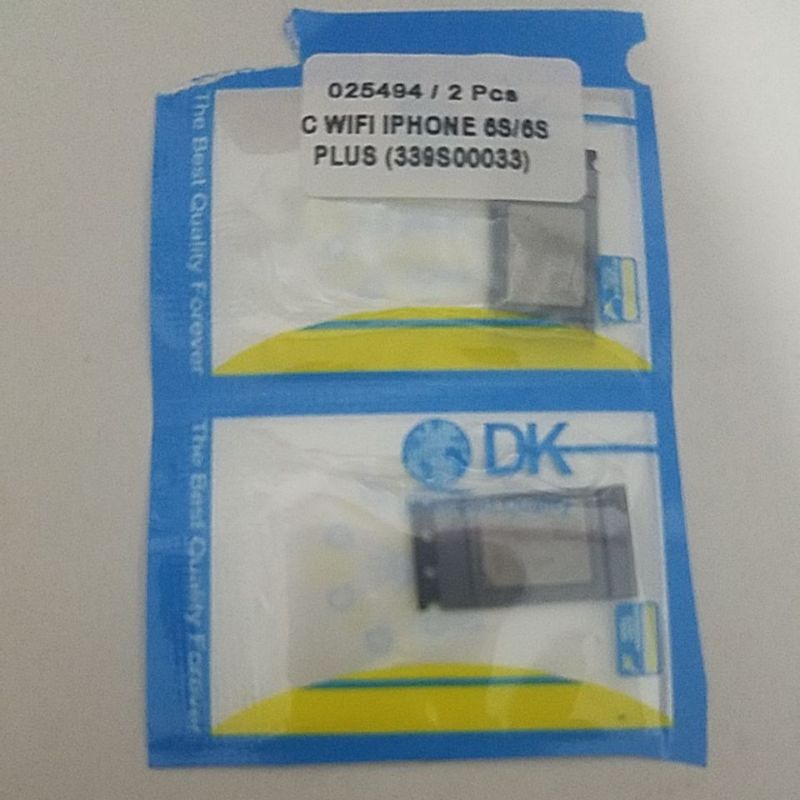 025494 / 2 Pcs
C WIFI IPHONE 6S/6S
PLUS (339S00033)
The Best Quality Forever
DK
The Best Quality Forever